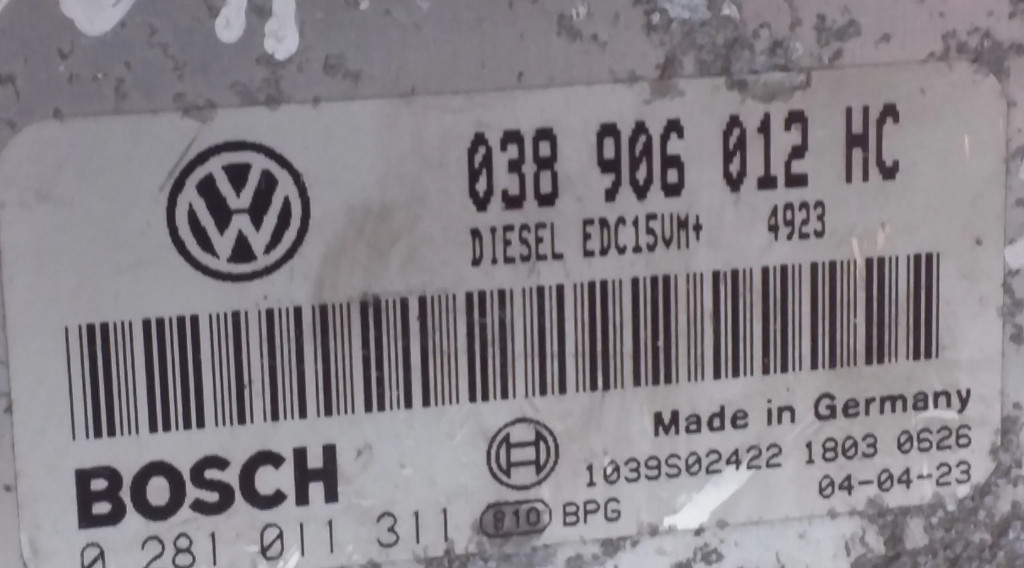 038 906 012 HC
DIESEL EDC15VM+ 4923
Made in Germany
BOSCH
1039S02422 1803 0626
04-04-23
0 281 011 311
810 BPG